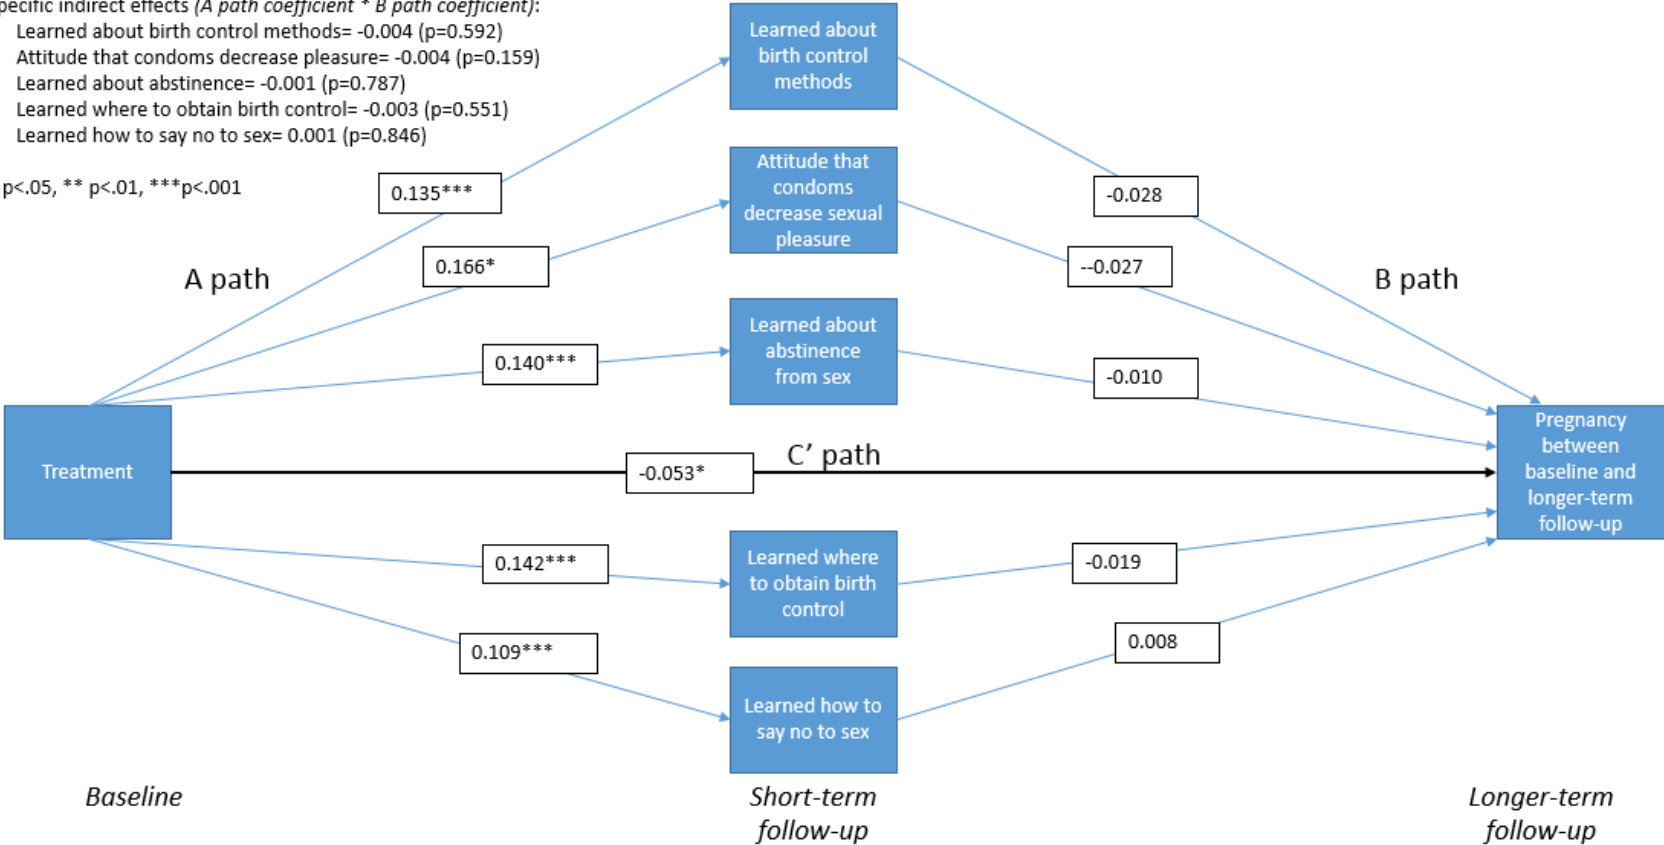 pecific indirect effects (A path coefficient * B path coefficient):
Learned about birth control methods= -0.004 (p=0.592)
Attitude that condoms decrease pleasure= -0.004 (p=0.159)
Learned about abstinence= -0.001 (p=0.787)
Learned where to obtain birth control= -0.003 (p=0.551)
Learned how to say no to sex= 0.001 (p=0.846)
p<.05, ** p<.01, ***p<.001
Learned about
birth control
methods
0.135***
-0.028
Attitude that
condoms
decrease sexual
pleasure
0.166*
--0.027
A path
B path
Learned about
abstinence
from sex
0.140***
-0.010
Treatment
-0.053*
C’ path
Pregnancy
between
baseline and
longer-term
follow-up
0.142***
Learned where
to obtain birth
control
-0.019
0.109***
0.008
Learned how to
say no to sex
Baseline
Short-term
follow-up
Longer-term
follow-up